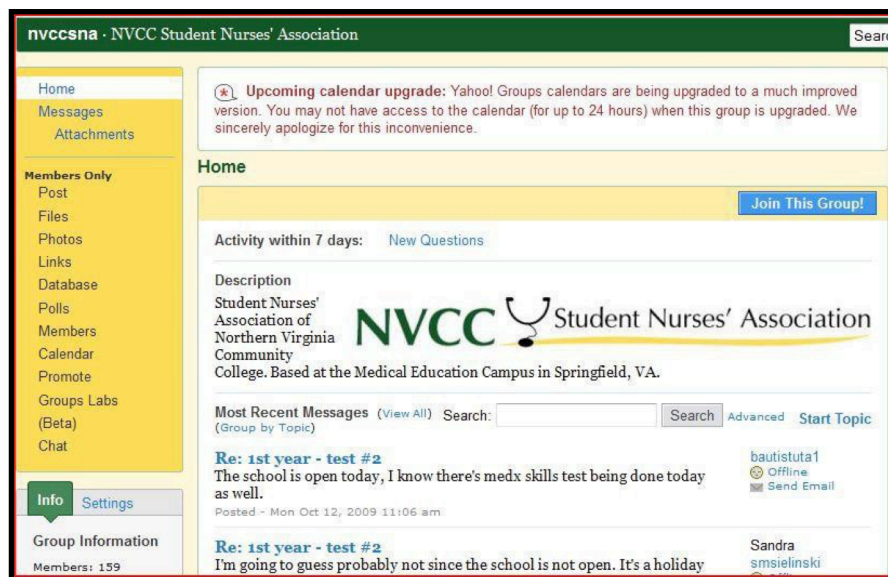 nvccsna · NVCC Student Nurses' Association
Sear
Home
Messages
Attachments
Members Only
Post
Files
Photos
Links
Database
Polls
Members
Calendar
Promote
Groups Labs
(Beta)
Chat
Info
Settings
Group Information
Members: 159
Upcoming calendar upgrade: Yahoo! Groups calendars are being upgraded to a much improved
version. You may not have access to the calendar (for up to 24 hours) when this group is upgraded. We
sincerely apologize for this inconvenience.
Home
Join This Group!
Activity within 7 days: New Questions
Description
Student Nurses'
Association of
Northern Virginia
Community
College. Based at the Medical Education Campus in Springfield, VA.
NVCC Student Nurses' Association
Most Recent Messages (View All) Search: Search Advanced Start Topic
(Group by Topic)
Re: 1st year - test #2
The school is open today, I know there's medx skills test being done today
as well.
Posted - Mon Oct 12, 2009 11:06 am
bautistuta1
Offline
Send Email
Re: 1st year - test #2
I'm going to guess probably not since the school is not open. It's a holiday
Sandra
smsielinski